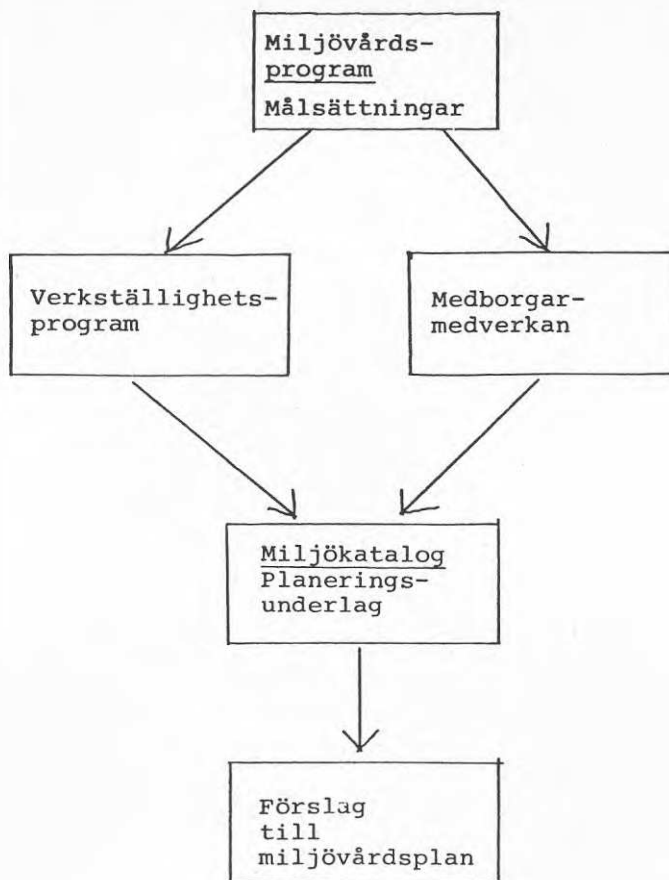 Miljövårds-
program
Målsättningar
Verkställighets-
program
Medborgar-
medverkan
Miljökatalog
Planerings-
underlag
Förslag
till
miljövårdsplan